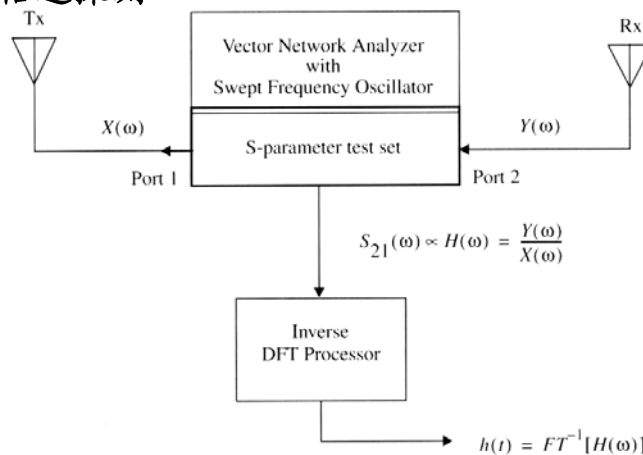 Tx
Rx
Vector Network Analyzer
with
Swept Frequency Oscillator
X(ω)
Y(ω)
S-parameter test set
Port 1
Port 2
S₂₁(ω) ∝ H(ω) = Y(ω)/X(ω)
Inverse
DFT Processor
h(t) = FT⁻¹[H(ω)]